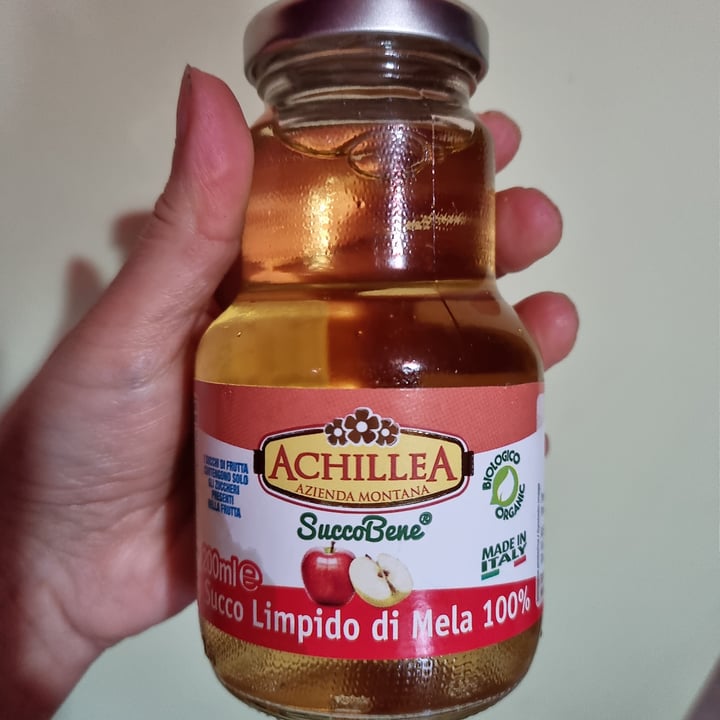 ACHILLEA
AZIENDA MONTANA
I SUCCHI DI FRUTTA
CONTENGONO SOLO
GLI ZUCCHERI
PRESENTI
NELLA FRUTTA
BIOLOGICO
ORGANIC
SuccoBene®
MADE IN
ITALY
200ml e
Succo Limpido di Mela 100%